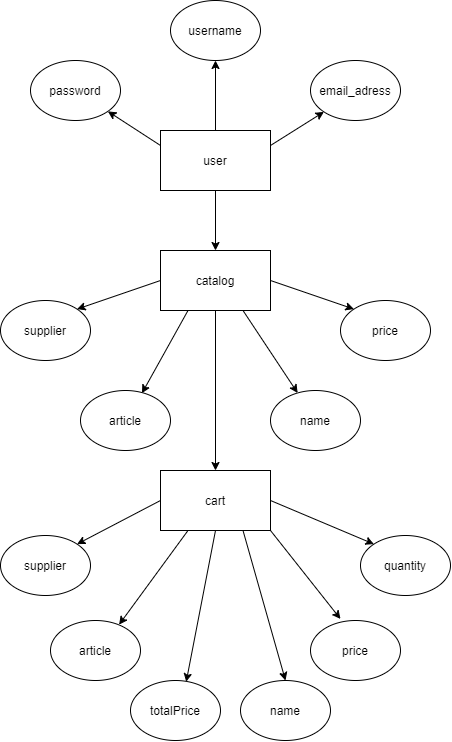 username
password
email_adress
user
catalog
supplier
price
article
name
cart
supplier
quantity
article
price
totalPrice
name